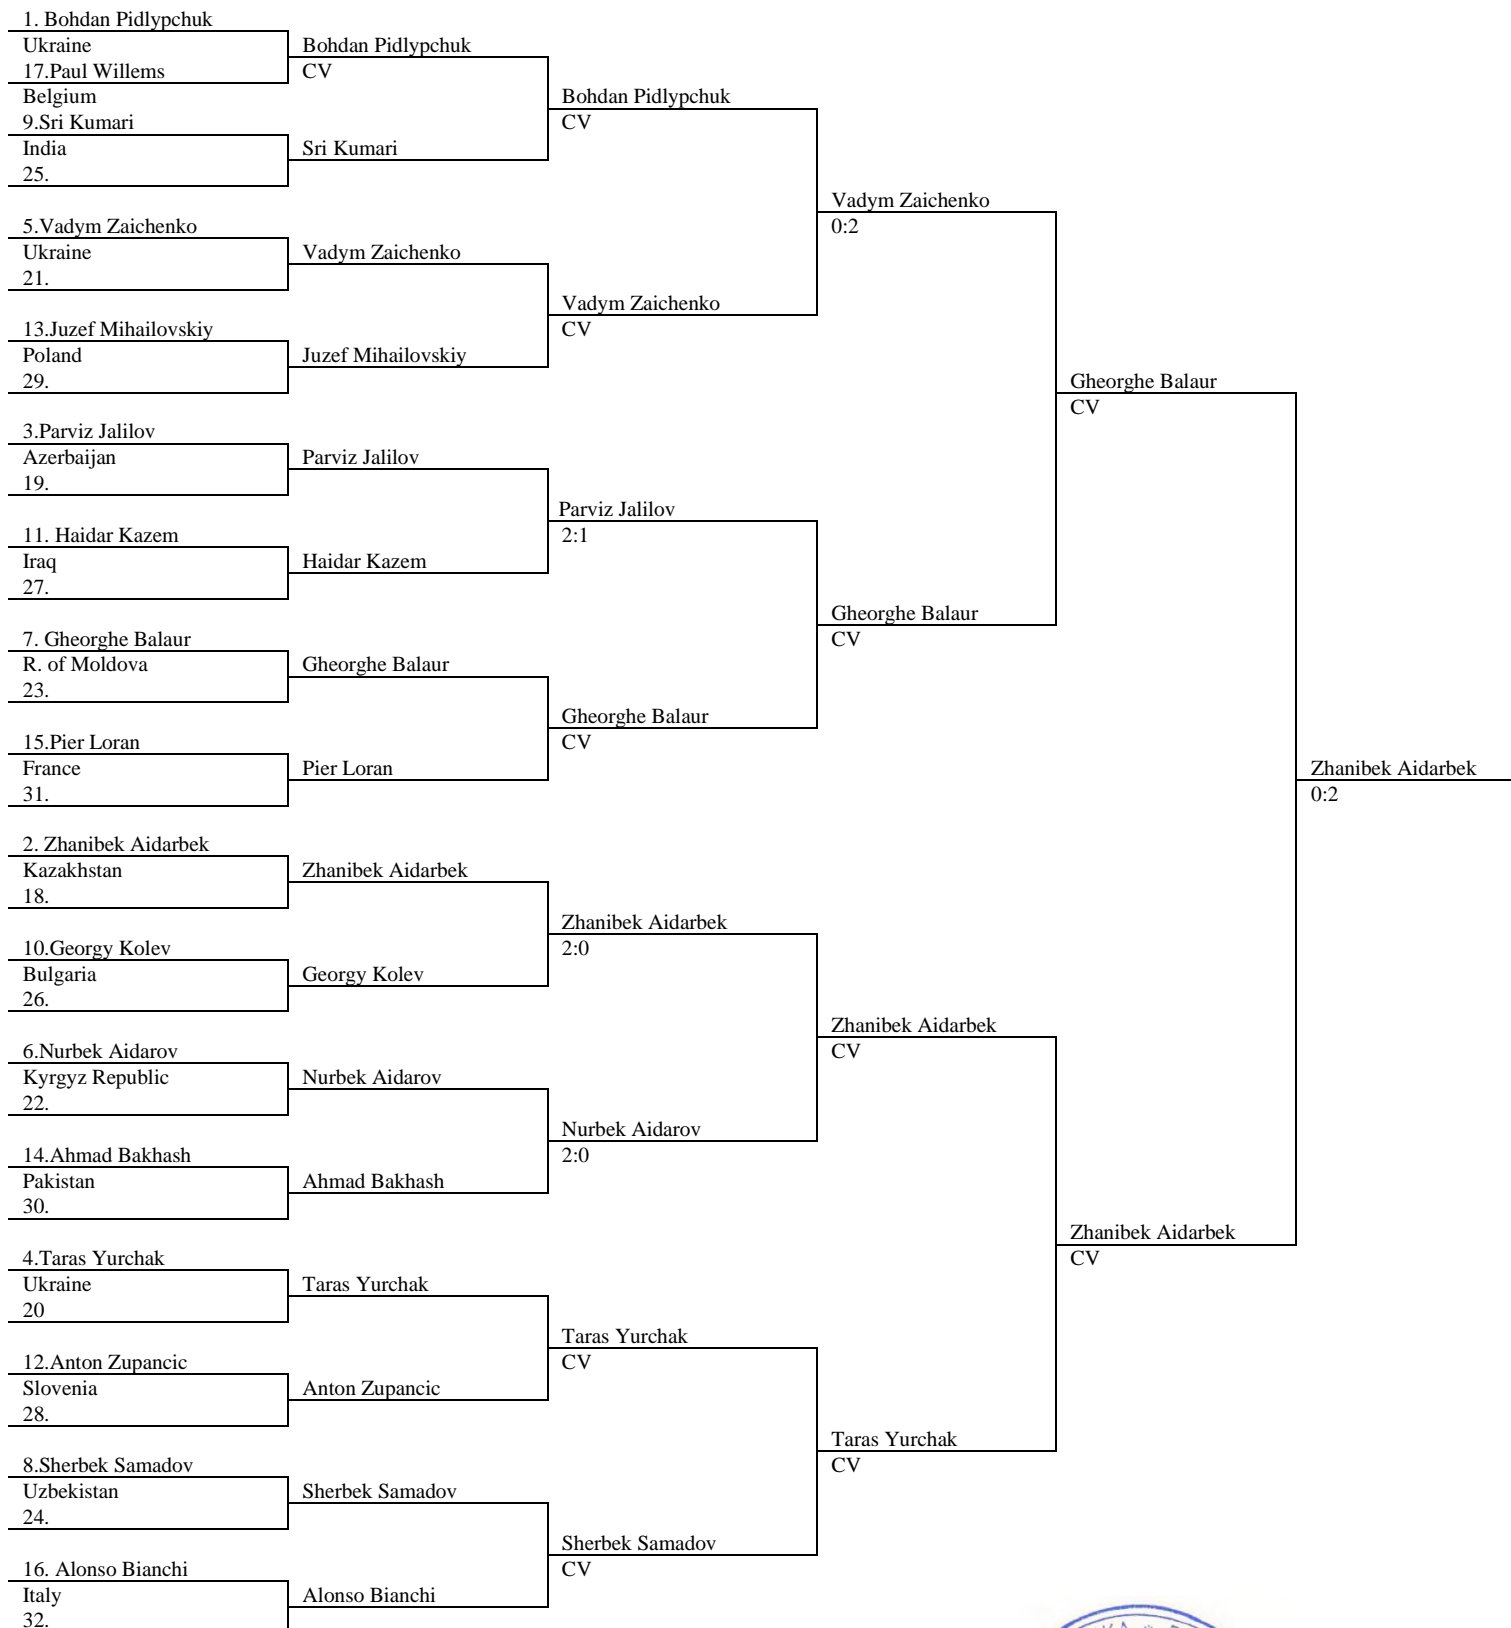 1. Bohdan Pidlypchuk
Ukraine
17.Paul Willems
Belgium
9.Sri Kumari
India
25.
5.Vadym Zaichenko
Ukraine
21.
13.Juzef Mihailovskiy
Poland
29.
3.Parviz Jalilov
Azerbaijan
19.
11. Haidar Kazem
Iraq
27.
7. Gheorghe Balaur
R. of Moldova
23.
15.Pier Loran
France
31.
2. Zhanibek Aidarbek
Kazakhstan
18.
10.Georgy Kolev
Bulgaria
26.
6.Nurbek Aidarov
Kyrgyz Republic
22.
14.Ahmad Bakhash
Pakistan
30.
4.Taras Yurchak
Ukraine
20
12.Anton Zupancic
Slovenia
28.
8.Sherbek Samadov
Uzbekistan
24.
16. Alonso Bianchi
Italy
32.
Bohdan Pidlypchuk
CV
Sri Kumari
Vadym Zaichenko
Juzef Mihailovskiy
Parviz Jalilov
Haidar Kazem
Gheorghe Balaur
Pier Loran
Zhanibek Aidarbek
Georgy Kolev
Nurbek Aidarov
Ahmad Bakhash
Taras Yurchak
Anton Zupancic
Sherbek Samadov
Alonso Bianchi
Bohdan Pidlypchuk
CV
Vadym Zaichenko
CV
Parviz Jalilov
2:1
Gheorghe Balaur
CV
Zhanibek Aidarbek
2:0
Nurbek Aidarov
2:0
Taras Yurchak
CV
Sherbek Samadov
CV
Vadym Zaichenko
0:2
Gheorghe Balaur
CV
Zhanibek Aidarbek
CV
Taras Yurchak
CV
Gheorghe Balaur
CV
Zhanibek Aidarbek
CV
Zhanibek Aidarbek
0:2